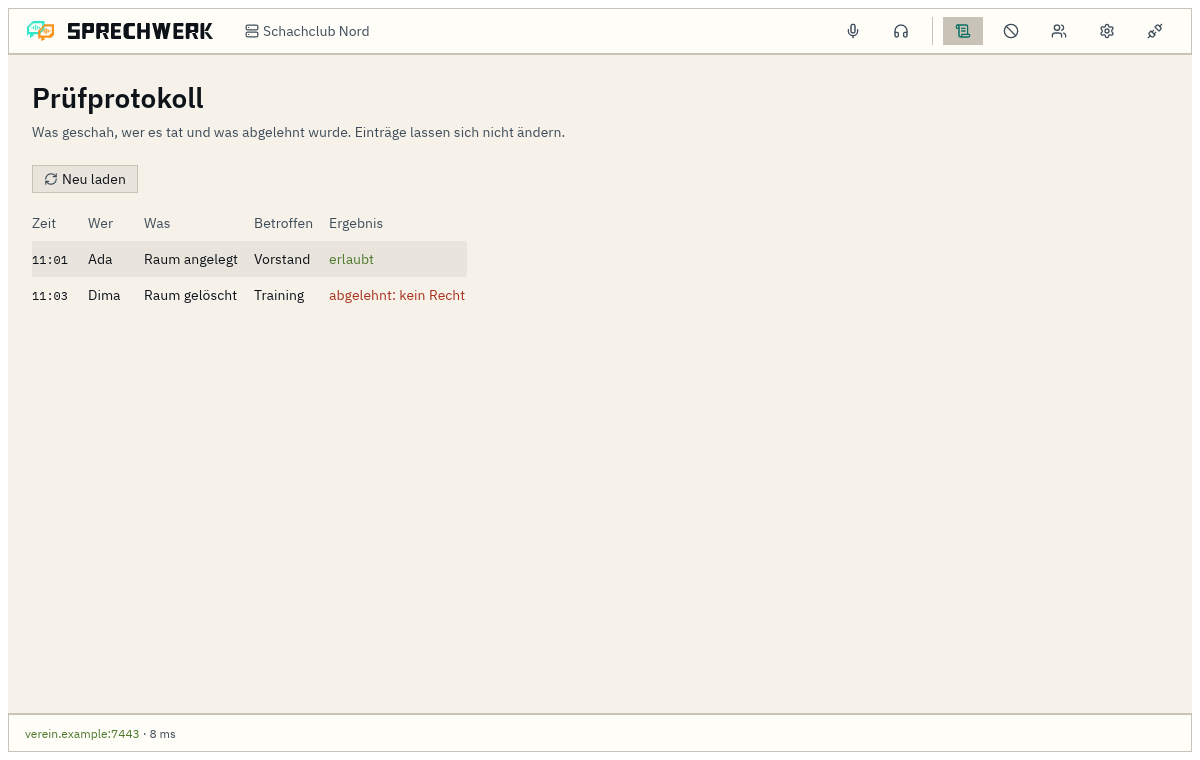 SPRECHWERK
Schachclub Nord
Prüfprotokoll
Was geschah, wer es tat und was abgelehnt wurde. Einträge lassen sich nicht ändern.
Neu laden
Zeit Wer Was Betroffen Ergebnis
11:01 Ada Raum angelegt Vorstand erlaubt
11:03 Dima Raum gelöscht Training abgelehnt: kein Recht
verein.example:7443 · 8 ms